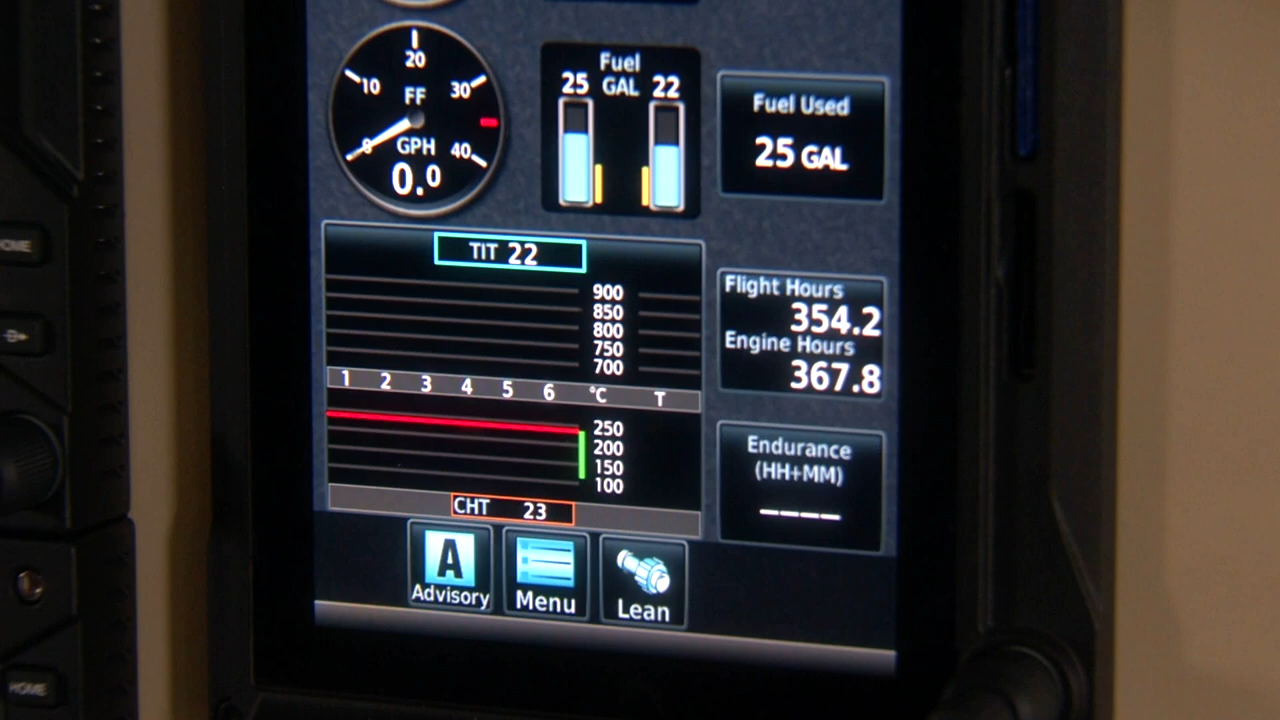 20
10
30
FF
0
GPH
40
0.0
Fuel
25 GAL 22
Fuel Used
25 GAL
TIT 22
900
850
800
750
700
1 2 3 4 5 6 °C T
250
200
150
100
CHT 23
Flight Hours
354.2
Engine Hours
367.8
Endurance
(HH+MM)
____
A
Advisory
Menu
Lean
HOME
HOME